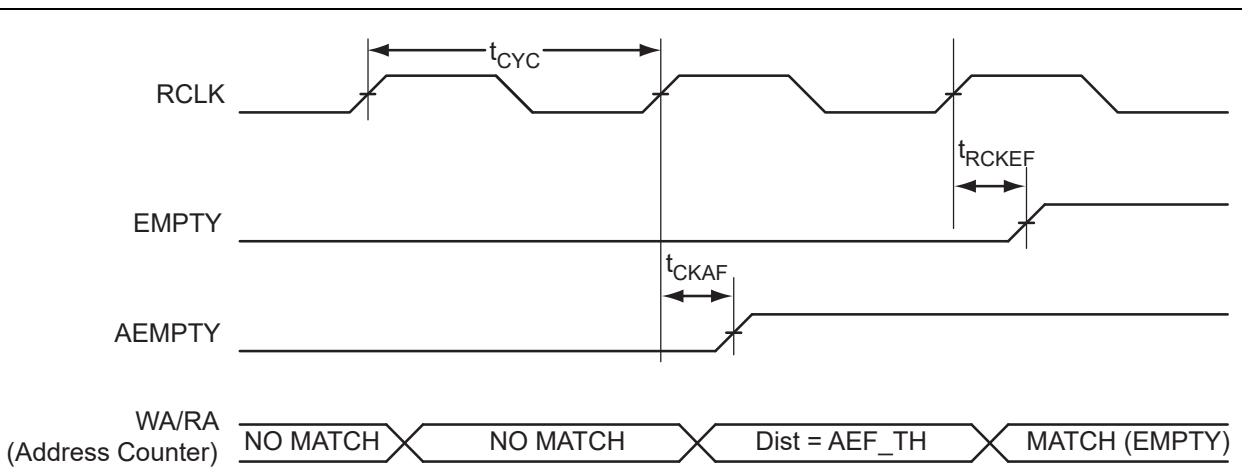 tCYC
RCLK
tRCKEF
EMPTY
tCKAF
AEMPTY
WA/RA
(Address Counter)
NO MATCH
NO MATCH
Dist = AEF_TH
MATCH (EMPTY)